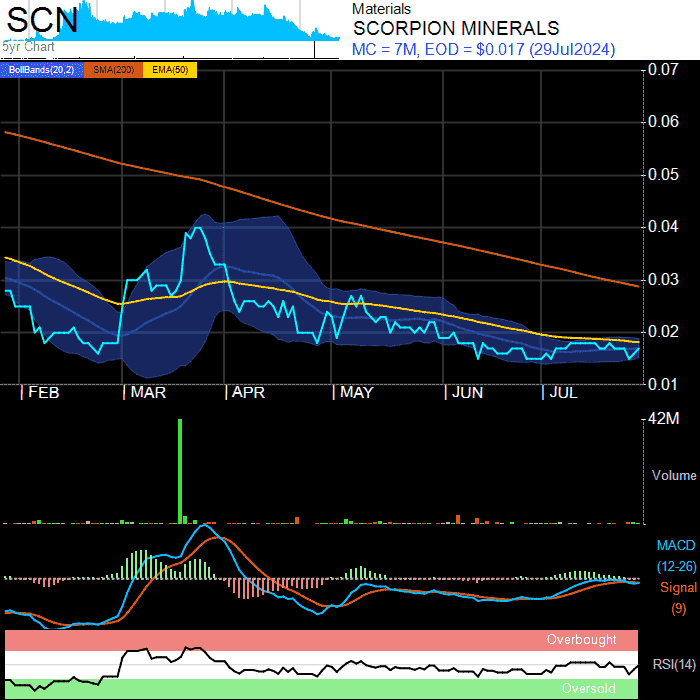 SCN
5yr Chart
Materials
SCORPION MINERALS
MC = 7M, EOD = $0.017 (29Jul2024)
BollBands(20,2) SMA(200) EMA(50)
0.07
0.06
0.05
0.04
0.03
0.02
0.01
FEB MAR APR MAY JUN JUL
42M
Volume
MACD
(12-26)
Signal
(9)
Overbought
RSI(14)
Oversold